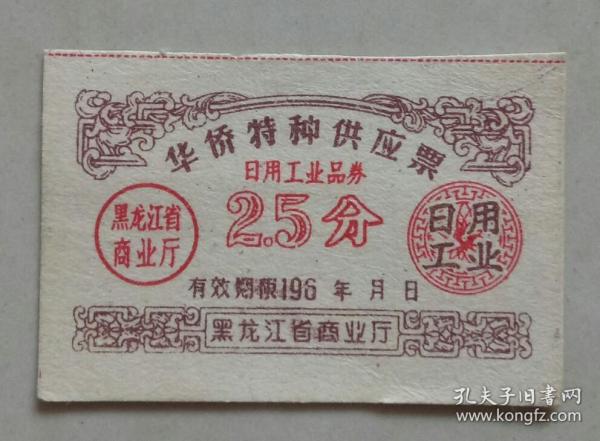 华侨特种供应票
日用工业品券
黑龙江省
商业厅
2.5分
日用
工业
有效期限196 年 月 日
黑龙江省商业厅
孔夫子旧书网
www.kongfz.com